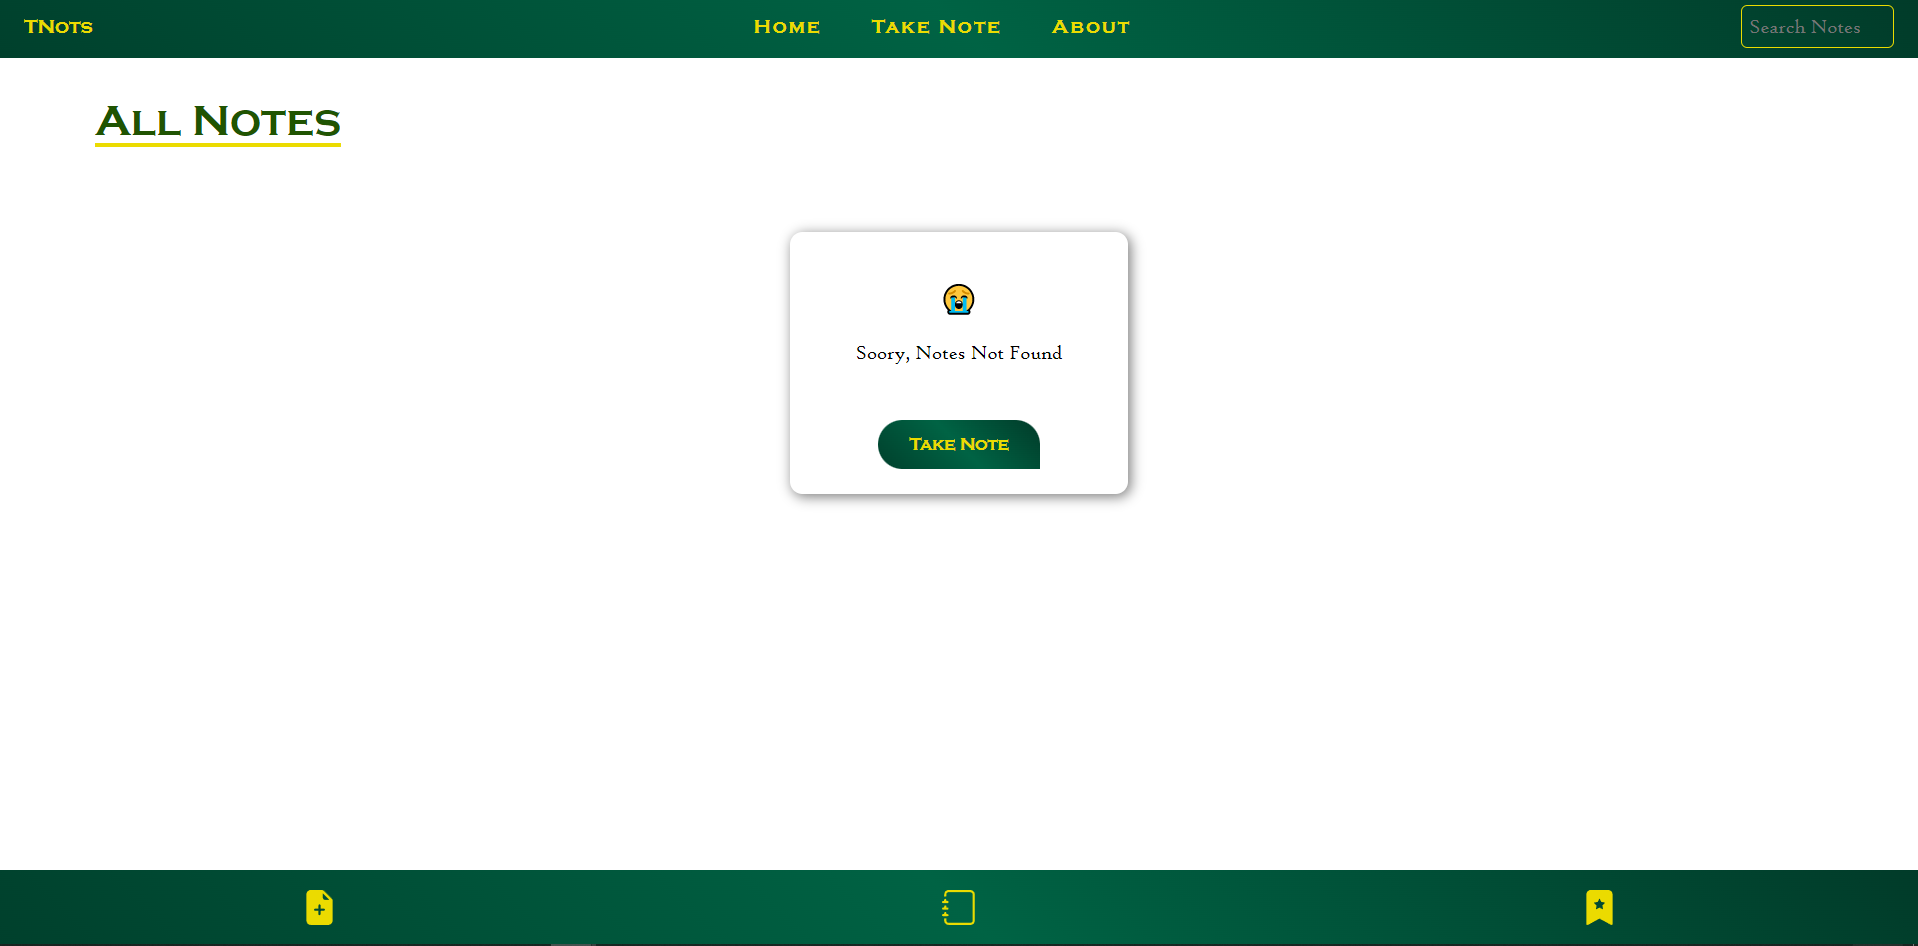 TNots
Home Take Note About
Search Notes
All Notes
Soory, Notes Not Found
Take Note